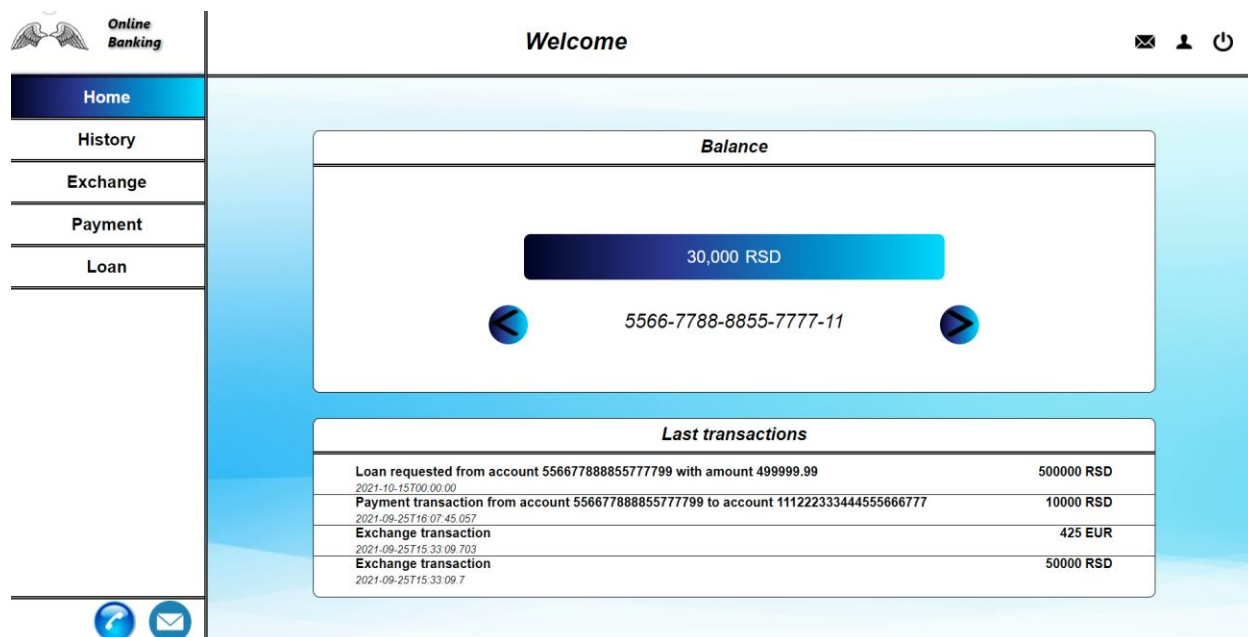 Online
Banking
Welcome
Home
History
Exchange
Payment
Loan
Balance
30,000 RSD
< 5566-7788-8855-7777-11 >
Last transactions
Loan requested from account 556677888855777799 with amount 499999.99 500000 RSD
2021-10-15T00:00:00
Payment transaction from account 556677888855777799 to account 111222333444555666777 10000 RSD
2021-09-25T16:07:45.057
Exchange transaction 425 EUR
2021-09-25T15:33:09.703
Exchange transaction 50000 RSD
2021-09-25T15:33:09.7